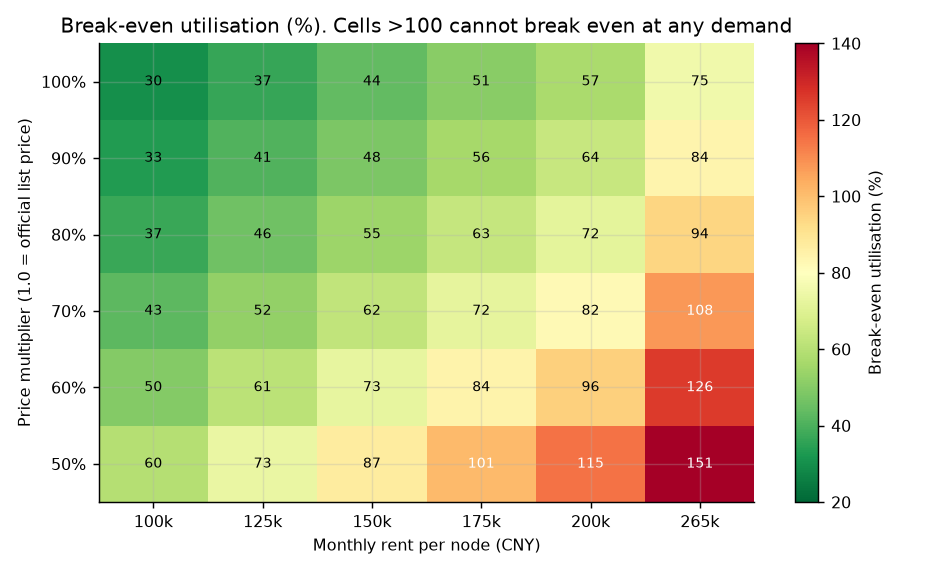 Break-even utilisation (%). Cells >100 cannot break even at any demand
Price multiplier (1.0 = official list price)
100% 30 37 44 51 57 75
90% 33 41 48 56 64 84
80% 37 46 55 63 72 94
70% 43 52 62 72 82 108
60% 50 61 73 84 96 126
50% 60 73 87 101 115 151
100k 125k 150k 175k 200k 265k
Monthly rent per node (CNY)
140
120
100
80
60
40
20
Break-even utilisation (%)